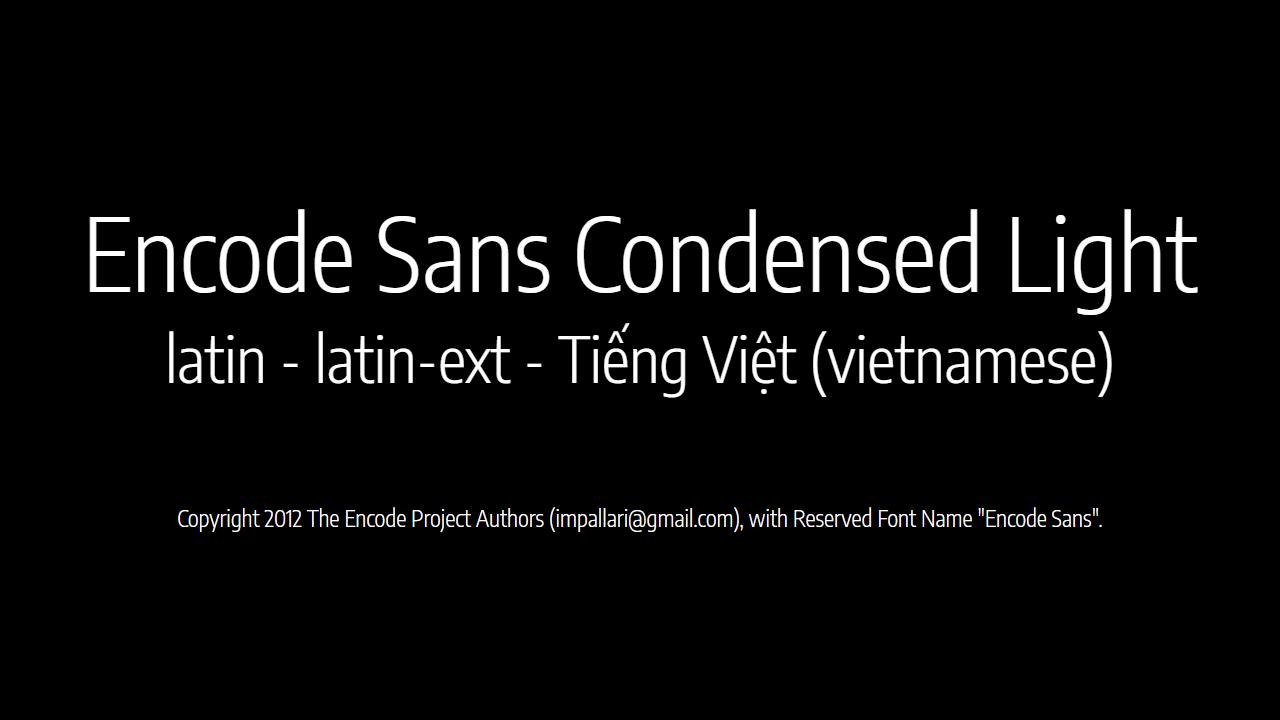 Encode Sans Condensed Light
latin - latin-ext - Tiếng Việt (vietnamese)
Copyright 2012 The Encode Project Authors (impallari@gmail.com), with Reserved Font Name "Encode Sans".